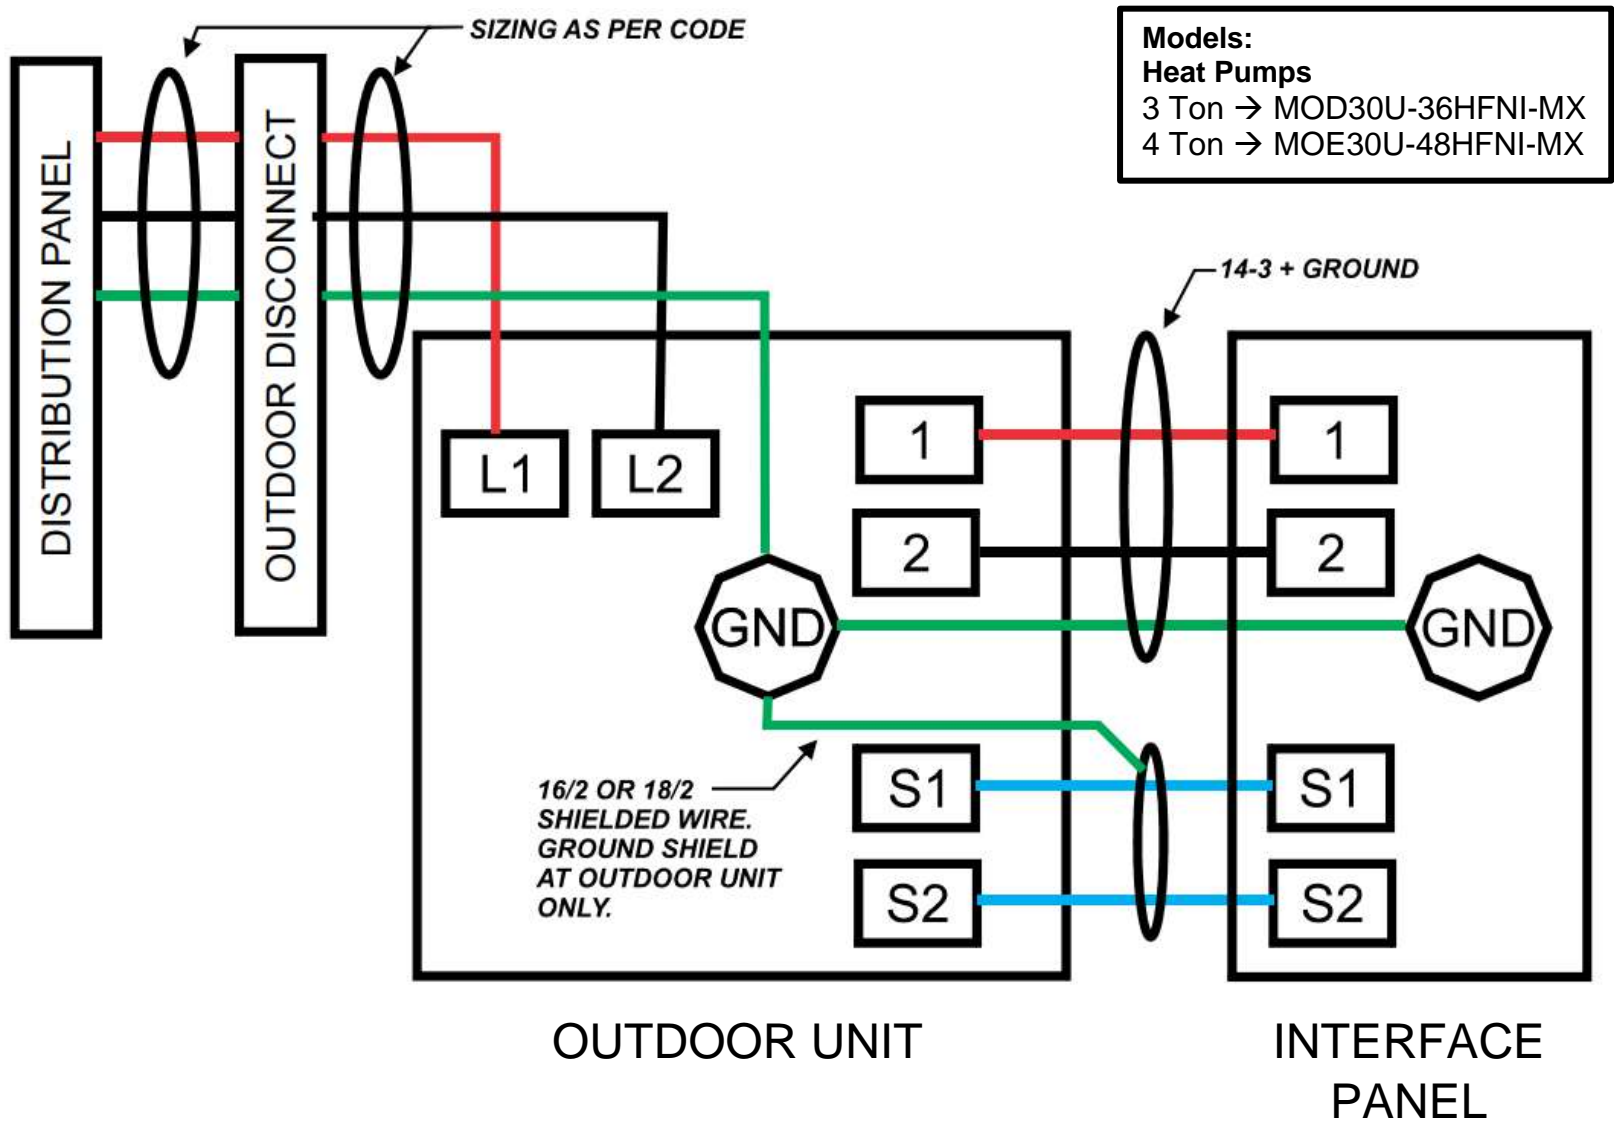 SIZING AS PER CODE
Models:
Heat Pumps
3 Ton → MOD30U-36HFNI-MX
4 Ton → MOE30U-48HFNI-MX
DISTRIBUTION PANEL
OUTDOOR DISCONNECT
14-3 + GROUND
L1
L2
1
1
2
2
GND
GND
16/2 OR 18/2
SHIELDED WIRE.
GROUND SHIELD
AT OUTDOOR UNIT
ONLY.
S1
S1
S2
S2
OUTDOOR UNIT
INTERFACE
PANEL